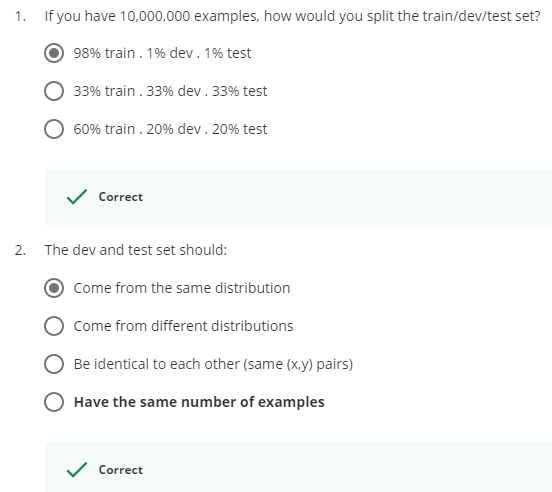 1. If you have 10,000,000 examples, how would you split the train/dev/test set?
98% train . 1% dev . 1% test
33% train . 33% dev . 33% test
60% train . 20% dev . 20% test
Correct
2. The dev and test set should:
Come from the same distribution
Come from different distributions
Be identical to each other (same (x,y) pairs)
Have the same number of examples
Correct